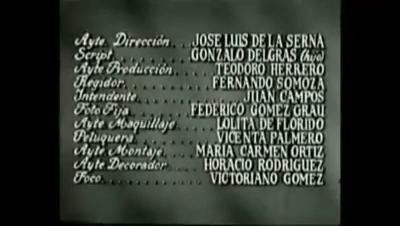 Ayte. Dirección... JOSE LUIS DE LA SERNA
Script......... GONZALO DELGRAS (hijo)
Ayte Producción.... TEODORO HERRERO
Regidor......... FERNANDO SOMOZA
Intendente......... JUAN CAMPOS
Foto Fija...... FEDERICO GOMEZ GRAU
Ayte Maquillaje.... LOLITA DE FLORIDO
Peluquera......... VICENTA PALMERO
Ayte Montaje.... MARIA CARMEN ORTIZ
Ayte Decorador.... HORACIO RODRIGUEZ
Foco............ VICTORIANO GOMEZ